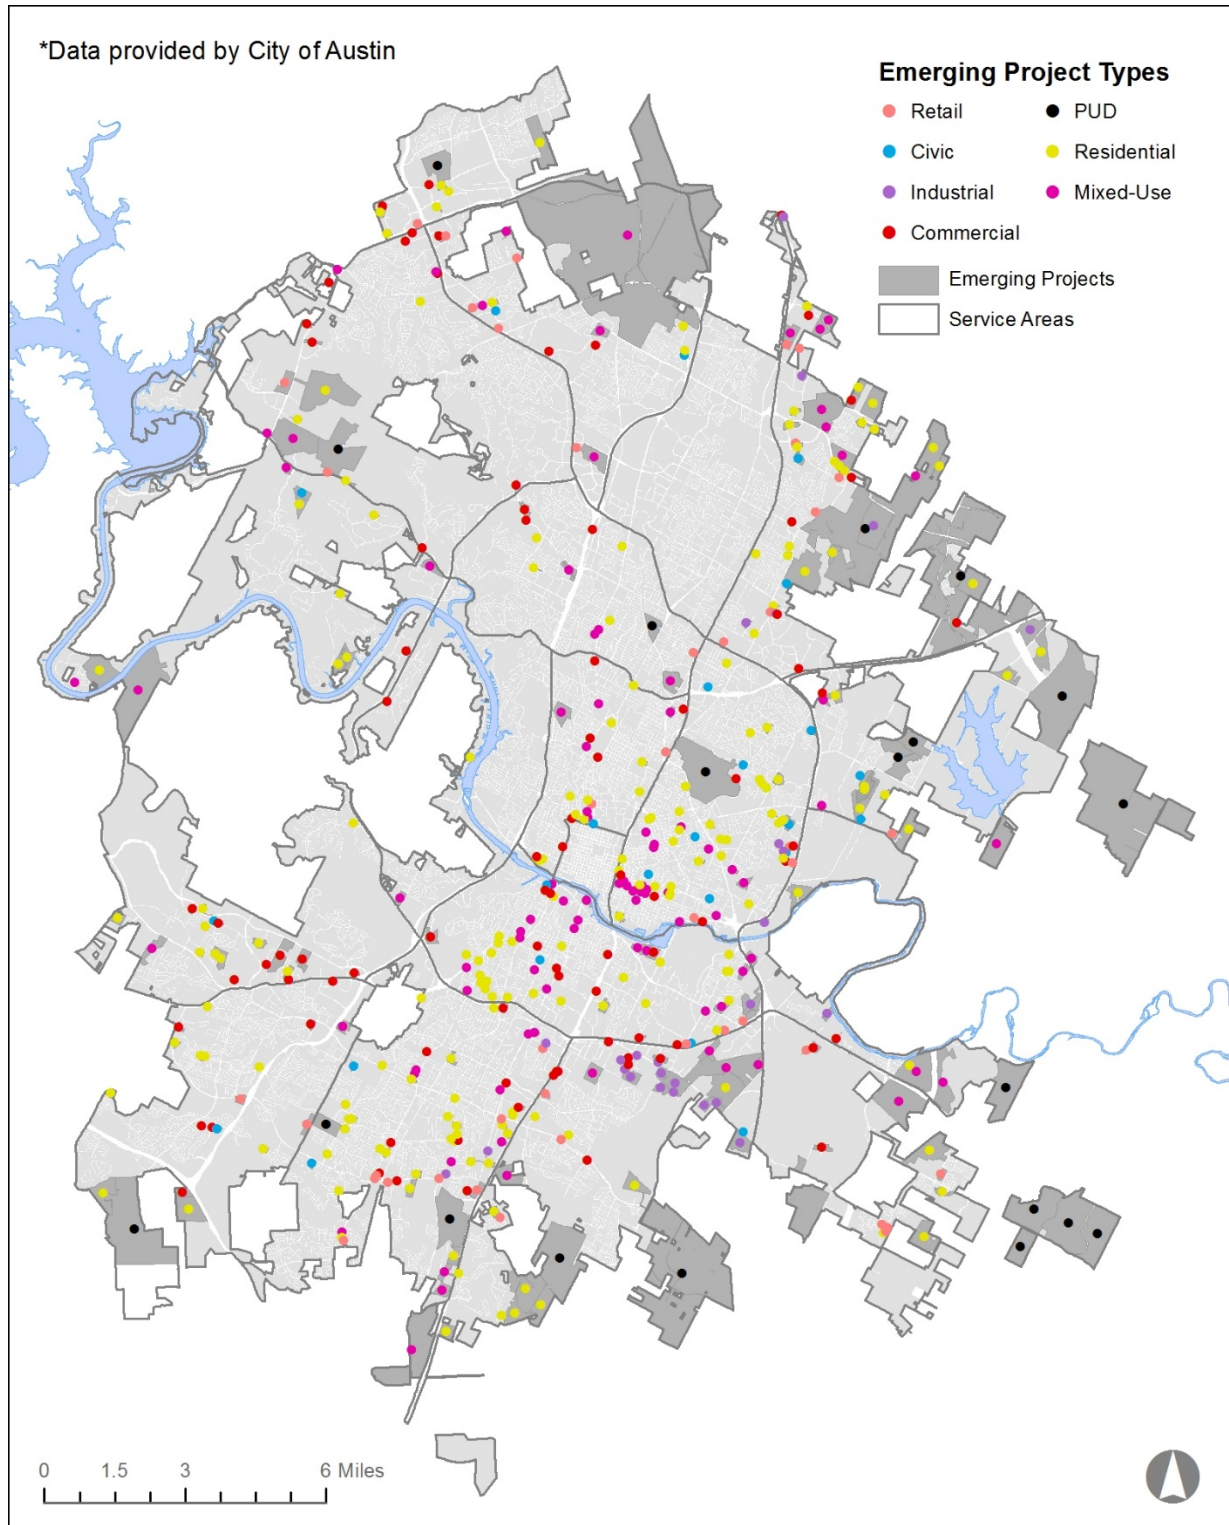 *Data provided by City of Austin
Emerging Project Types
Retail
PUD
Civic
Residential
Industrial
Mixed-Use
Commercial
Emerging Projects
Service Areas
0 1.5 3 6 Miles